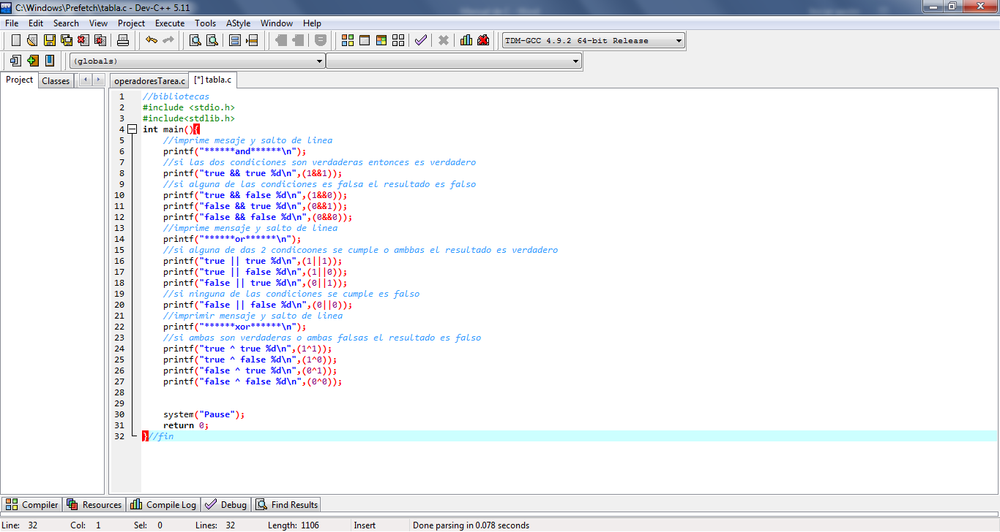 C:\Windows\Prefetch\tabla.c - Dev-C++ 5.11
File Edit Search View Project Execute Tools AStyle Window Help
TDM-GCC 4.9.2 64-bit Release
(globals)
Project Classes operadoresTarea.c [*] tabla.c
1 //bibliotecas
2 #include <stdio.h>
3 #include<stdlib.h>
4 int main(){
5 //imprime mesaje y salto de linea
6 printf("******and******\n");
7 //si las dos condiciones son verdaderas entonces es verdadero
8 printf("true && true %d\n",(1&&1));
9 //si alguna de las condiciones es falsa el resultado es falso
10 printf("true && false %d\n",(1&&0));
11 printf("false && true %d\n",(0&&1));
12 printf("false && false %d\n",(0&&0));
13 //imprime mensaje y salto de linea
14 printf("******or******\n");
15 //si alguna de das 2 condicoones se cumple o ambbas el resultado es verdadero
16 printf("true || true %d\n",(1||1));
17 printf("true || false %d\n",(1||0));
18 printf("false || true %d\n",(0||1));
19 //si ninguna de las condiciones se cumple es falso
20 printf("false || false %d\n",(0||0));
21 //imprimir mensaje y salto de linea
22 printf("******xor******\n");
23 //si ambas son verdaderas o ambas falsas el resultado es falso
24 printf("true ^ true %d\n",(1^1));
25 printf("true ^ false %d\n",(1^0));
26 printf("false ^ true %d\n",(0^1));
27 printf("false ^ false %d\n",(0^0));
28
29
30 system("Pause");
31 return 0;
32 }//fin
Compiler Resources Compile Log Debug Find Results
Line: 32 Col: 1 Sel: 0 Lines: 32 Length: 1106 Insert Done parsing in 0.078 seconds